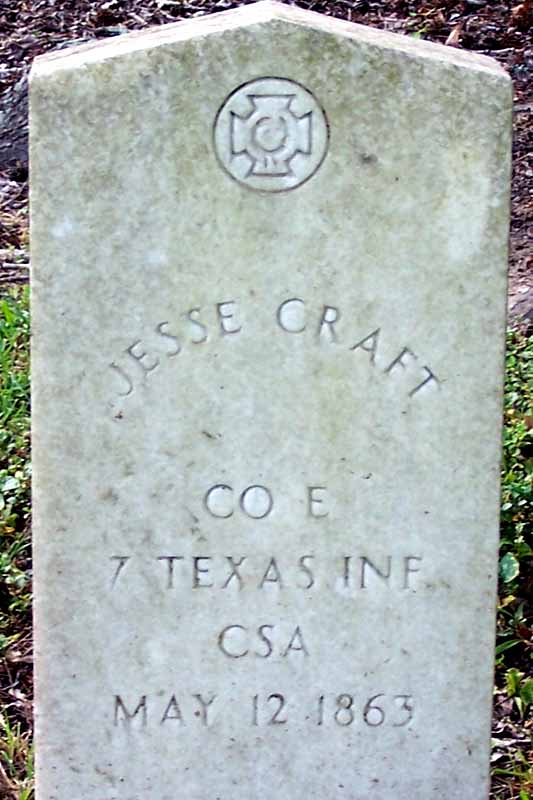 JESSE CRAFT
CO E
7 TEXAS INF
CSA
MAY 12 1863